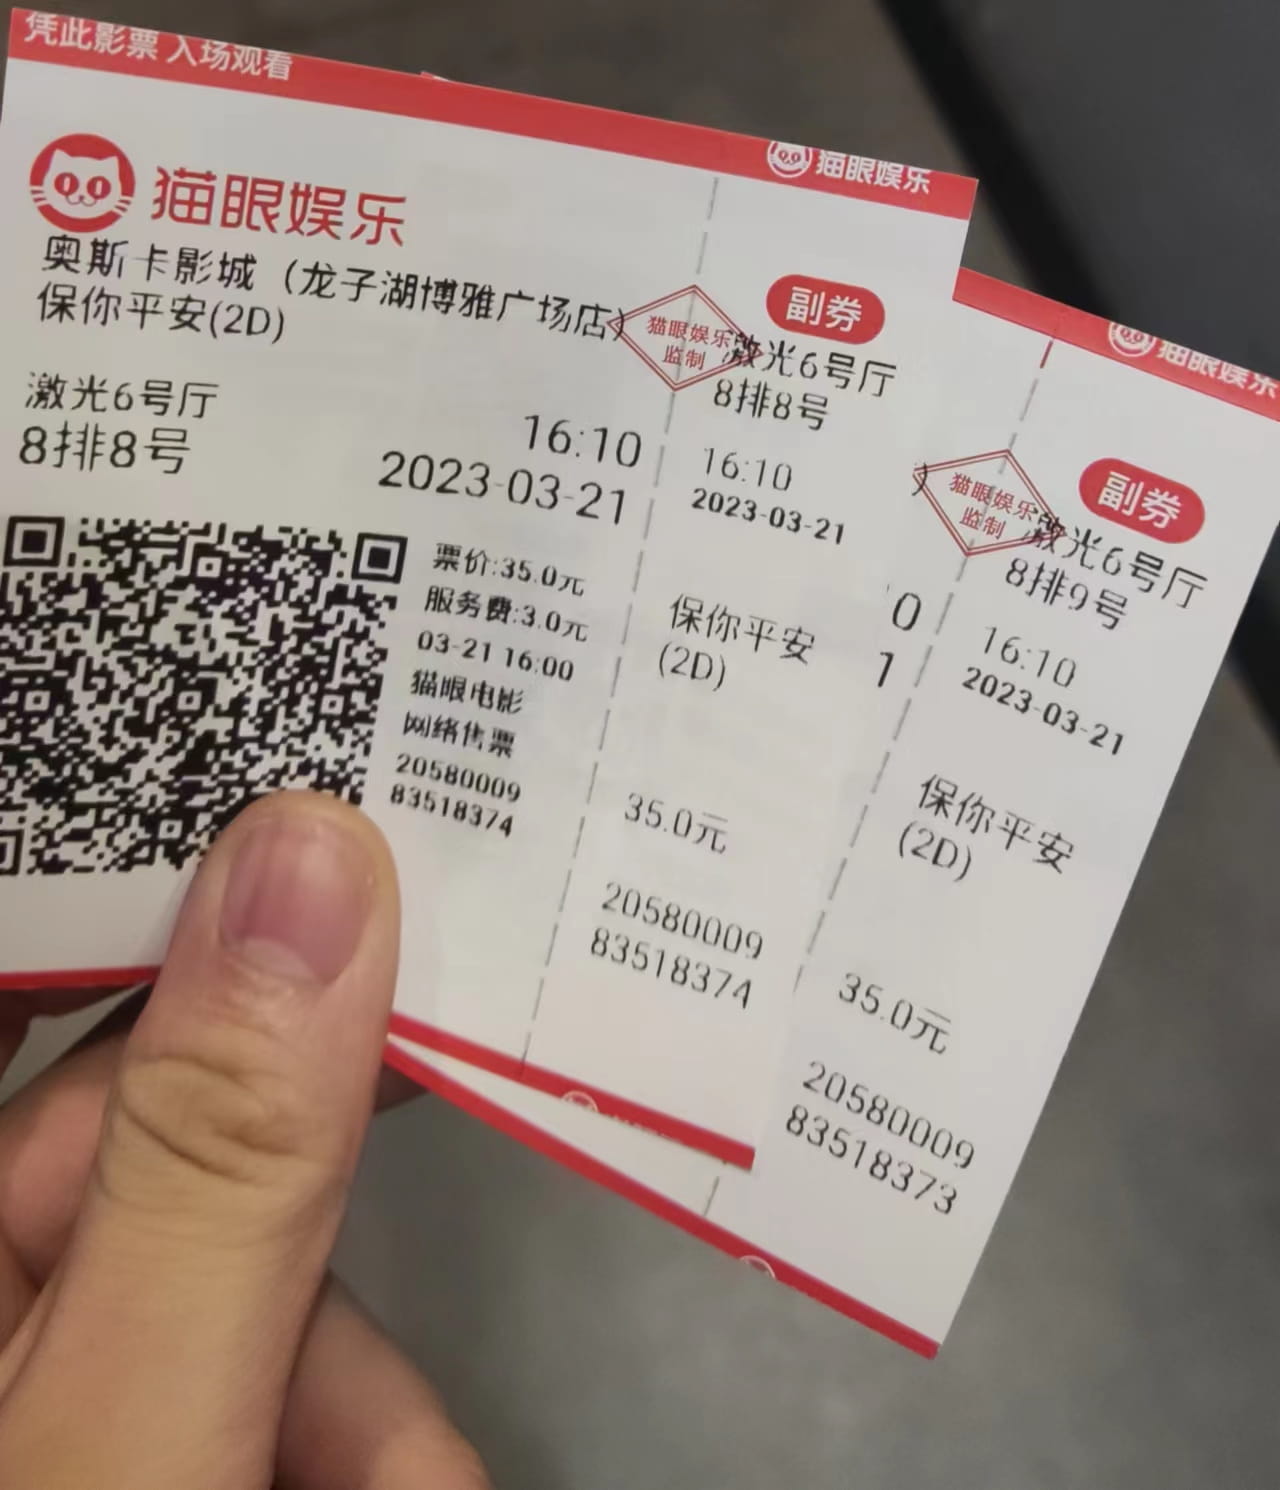 凭此影票 入场观看
猫眼娱乐
奥斯卡影城（龙子湖博雅广场店）
保你平安(2D)
激光6号厅
8排8号
16:10
2023-03-21
票价:35.0元
服务费:3.0元
03-21 16:00
猫眼电影
网络售票
20580009
83518374
猫眼娱乐
监制
猫眼娱乐
副券
激光6号厅
8排8号
16:10
2023-03-21
保你平安
(2D)
35.0元
20580009
83518374
）
0
1
猫眼娱乐
监制
猫眼娱乐
副券
激光6号厅
8排9号
16:10
2023-03-21
保你平安
(2D)
35.0元
20580009
83518373